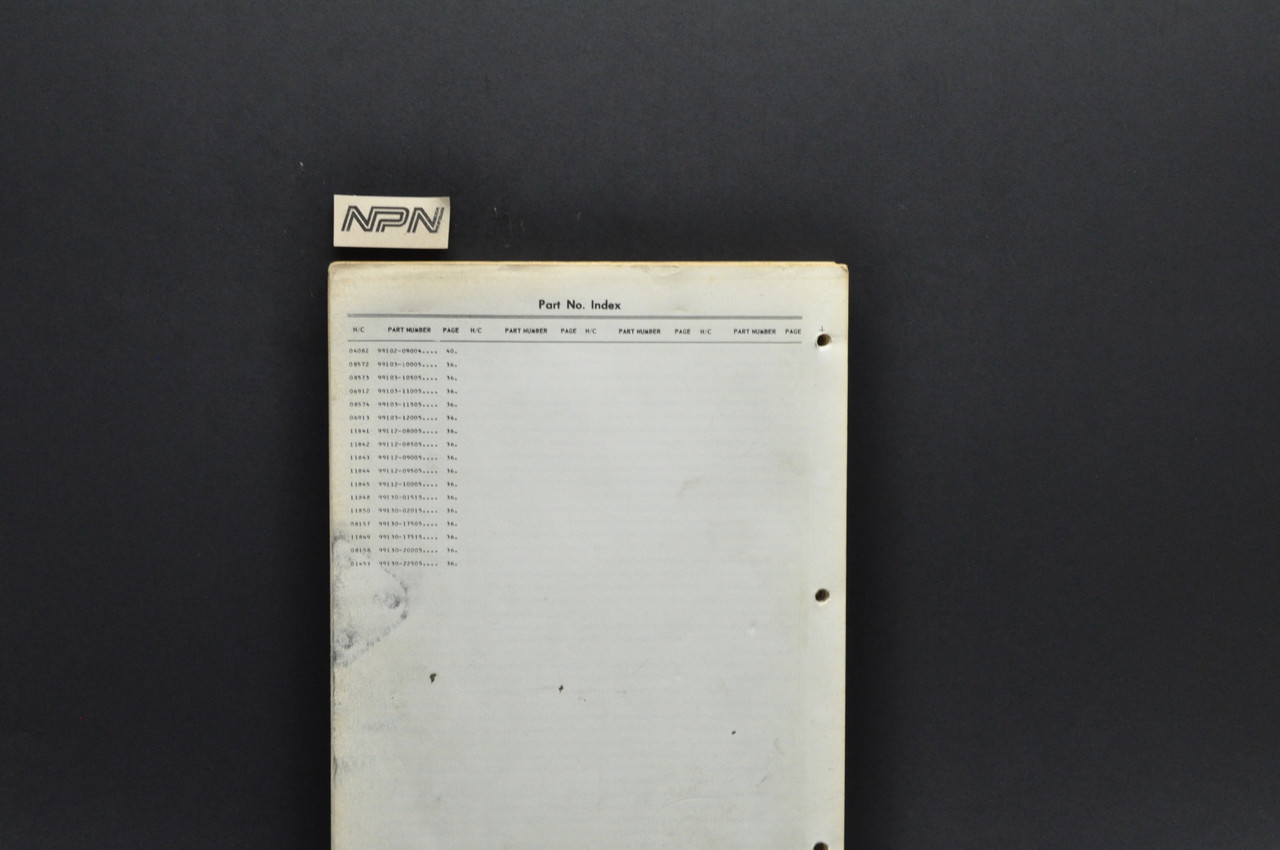 NPN
Part No. Index
H/C PART NUMBER PAGE H/C PART NUMBER PAGE H/C PART NUMBER PAGE H/C PART NUMBER PAGE
04082 99102-09004.... 40.
08572 99103-10005.... 36.
08573 99103-10505.... 36.
06912 99103-11005.... 36.
08574 99103-11505.... 36.
06913 99103-12005.... 36.
11841 99112-08005.... 36.
11842 99112-08505.... 36.
11843 99112-09005.... 36.
11844 99112-09505.... 36.
11845 99112-10005.... 36.
11848 99130-01515.... 36.
11850 99130-02015.... 36.
08157 99130-17505.... 36.
11849 99130-17515.... 36.
08158 99130-20005.... 36.
01453 99130-22505.... 36.